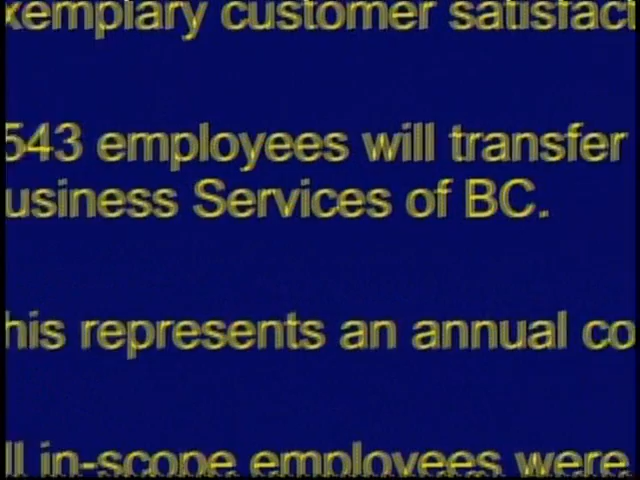 xemplary customer satisfact
543 employees will transfer
usiness Services of BC.
his represents an annual co
ll in-scope employees were